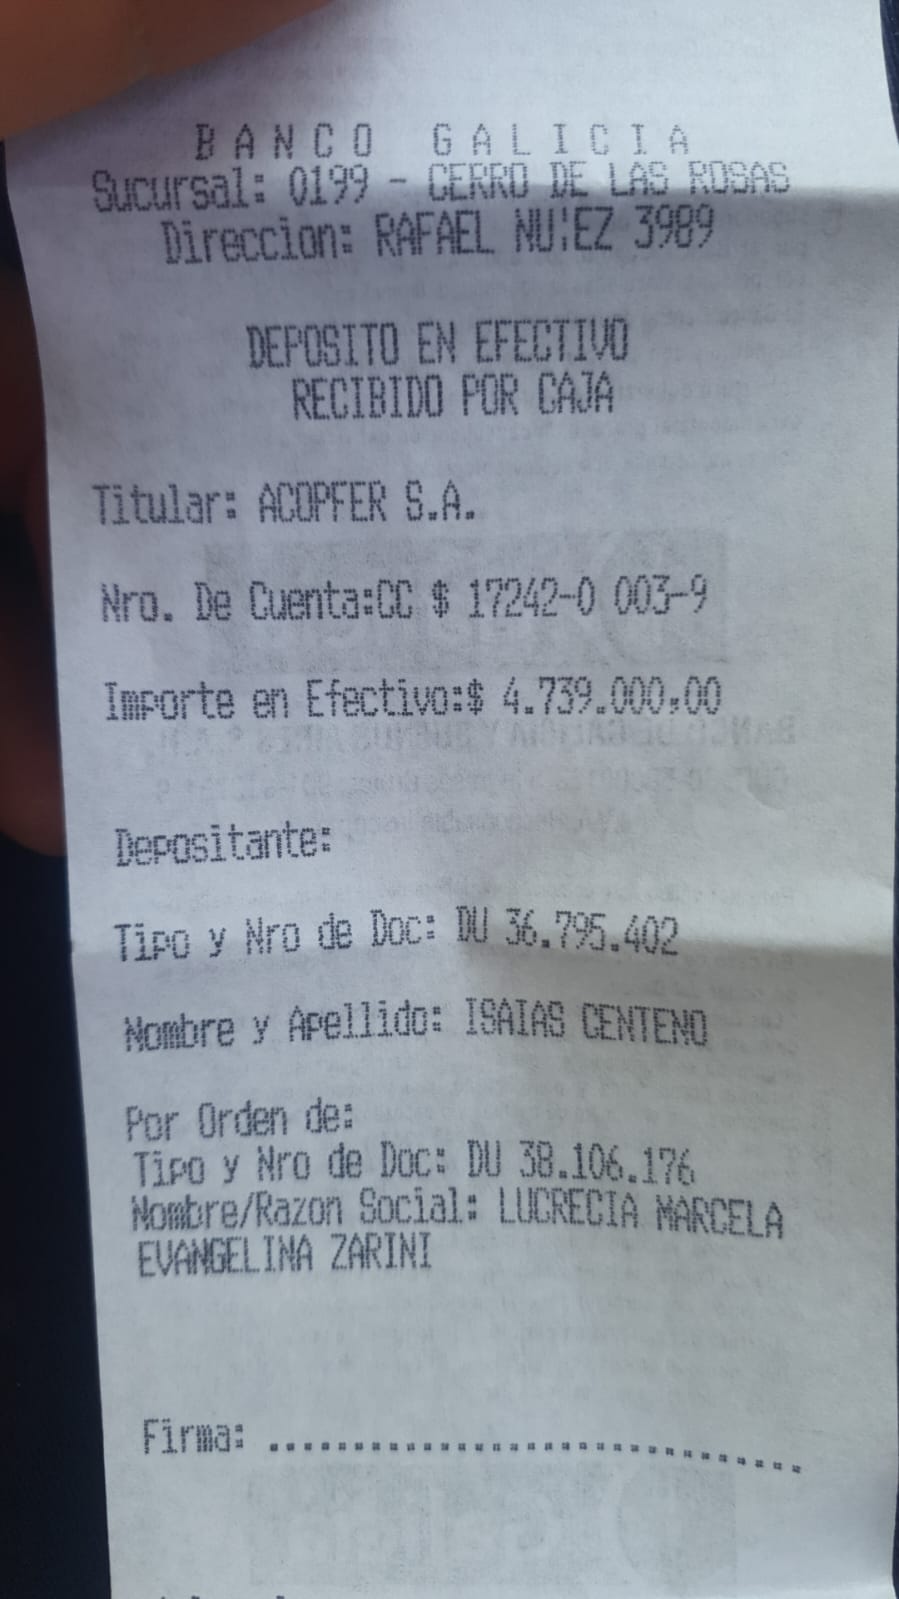 BANCO GALICIA
Sucursal: 0199 - CERRO DE LAS ROSAS
Direccion: RAFAEL NU¦EZ 3989
DEPOSITO EN EFECTIVO
RECIBIDO POR CAJA
Titular: ACOPFER S.A.
Nro. De Cuenta:CC $ 17242-0 003-9
Importe en Efectivo:$ 4.739.000,00
Depositante:
Tipo y Nro de Doc: DU 36.795.402
Nombre y Apellido: ISAIAS CENTENO
Por Orden de:
Tipo y Nro de Doc: DU 38.106.176
Nombre/Razon Social: LUCRECIA MARCELA
EVANGELINA ZARINI
Firma: ................................